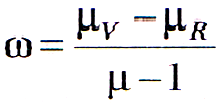 ω = (μ_V − μ_R) / (μ − 1)